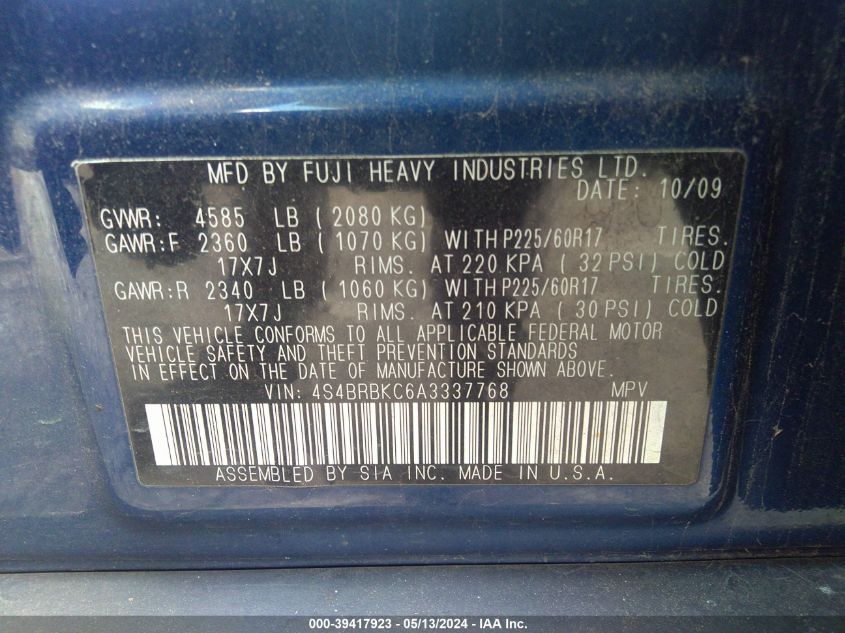 MFD BY FUJI HEAVY INDUSTRIES LTD.
DATE: 10/09
GVWR: 4585 LB ( 2080 KG)
GAWR:F 2360 LB ( 1070 KG) WITH P225/60R17 TIRES.
17X7J RIMS. AT 220 KPA ( 32 PSI) COLD
GAWR:R 2340 LB ( 1060 KG) WITH P225/60R17 TIRES.
17X7J RIMS. AT 210 KPA ( 30 PSI) COLD
THIS VEHICLE CONFORMS TO ALL APPLICABLE FEDERAL MOTOR
VEHICLE SAFETY AND THEFT PREVENTION STANDARDS
IN EFFECT ON THE DATE OF MANUFACTURE SHOWN ABOVE.
VIN: 4S4BRBKC6A3337768 MPV
ASSEMBLED BY SIA INC. MADE IN U.S.A.
000-39417923 - 05/13/2024 - IAA Inc.